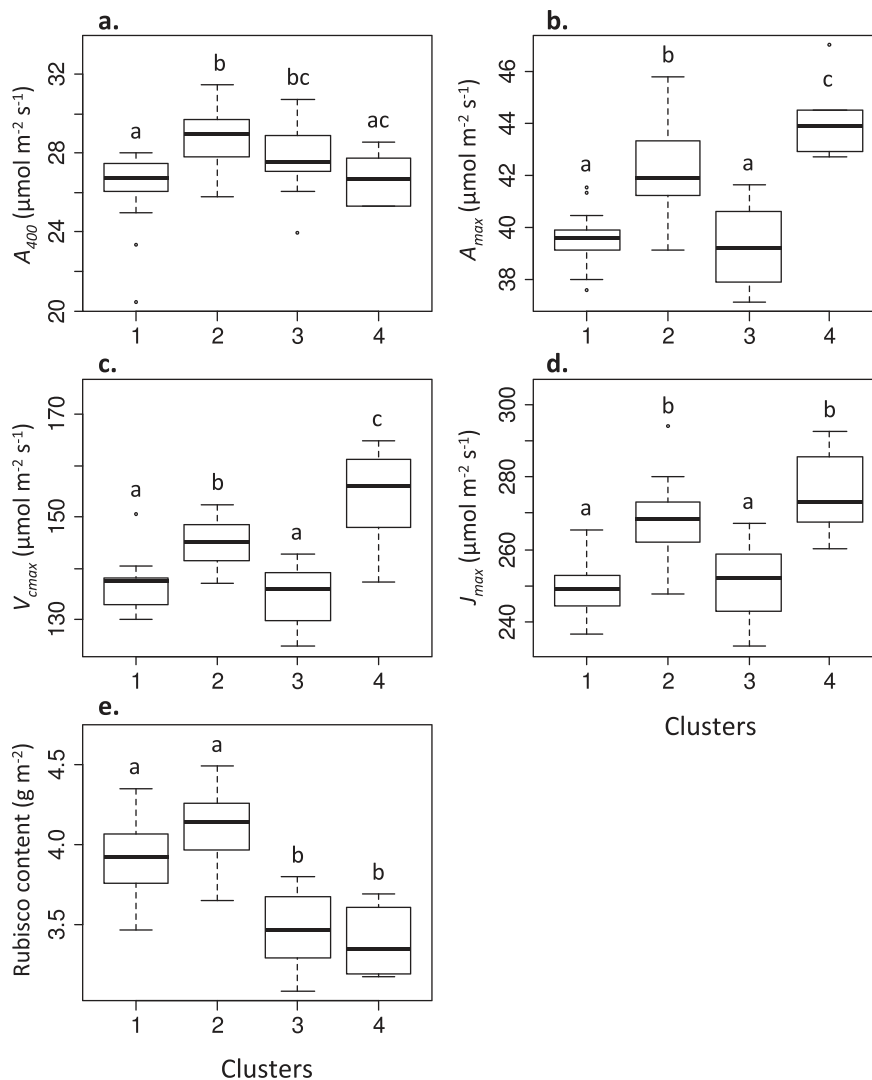 a.
A400 (µmol m-2 s-1)
32
28
24
20
a
b
bc
ac
1 2 3 4
b.
Amax (µmol m-2 s-1)
46
44
42
40
38
a
b
a
c
1 2 3 4
c.
Vcmax (µmol m-2 s-1)
170
150
130
a
b
a
c
1 2 3 4
d.
Jmax (µmol m-2 s-1)
300
280
260
240
a
b
a
b
1 2 3 4
Clusters
e.
Rubisco content (g m-2)
4.5
4.0
3.5
a
a
b
b
1 2 3 4
Clusters